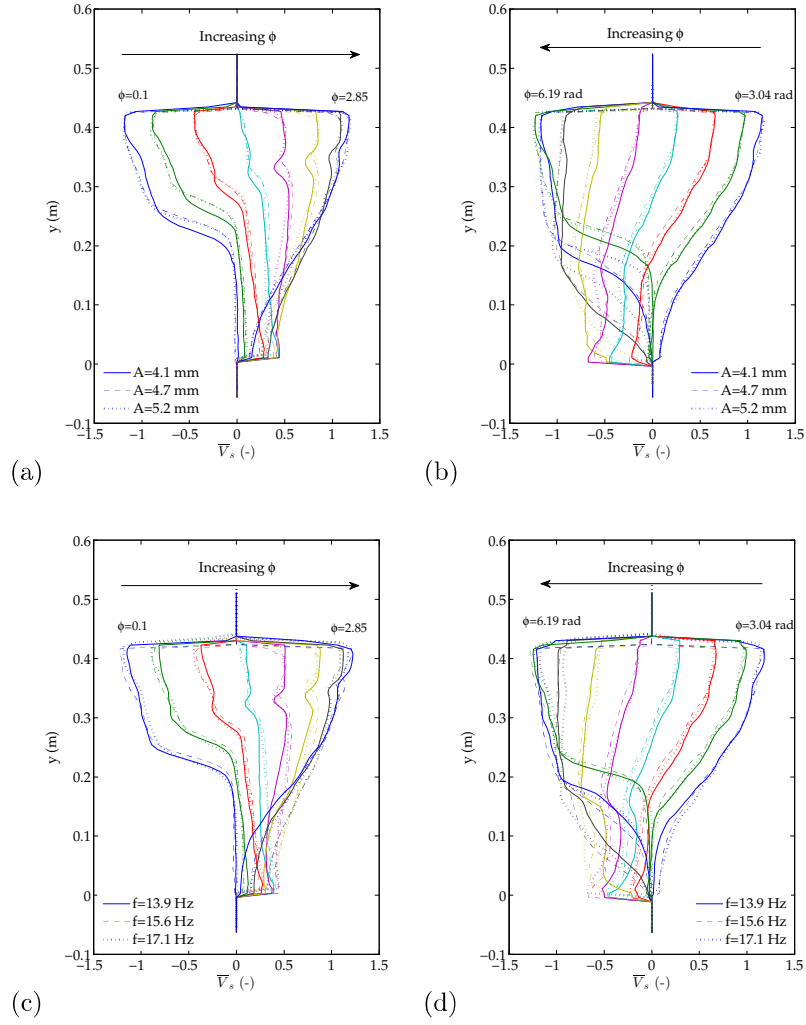 0.6
Increasing ϕ
ϕ=0.1
ϕ=2.85
0.5
0.4
0.3
0.2
0.1
0
−0.1
y (m)
A=4.1 mm
A=4.7 mm
A=5.2 mm
−1.5 −1 −0.5 0 0.5 1 1.5
V̅s (-)
(a)
0.6
Increasing ϕ
ϕ=6.19 rad
ϕ=3.04 rad
0.5
0.4
0.3
0.2
0.1
0
−0.1
y (m)
A=4.1 mm
A=4.7 mm
A=5.2 mm
−1.5 −1 −0.5 0 0.5 1 1.5
V̅s (-)
(b)
0.6
Increasing ϕ
ϕ=0.1
ϕ=2.85
0.5
0.4
0.3
0.2
0.1
0
−0.1
y (m)
f=13.9 Hz
f=15.6 Hz
f=17.1 Hz
−1.5 −1 −0.5 0 0.5 1 1.5
V̅s (-)
(c)
0.6
Increasing ϕ
ϕ=6.19 rad
ϕ=3.04 rad
0.5
0.4
0.3
0.2
0.1
0
−0.1
y (m)
f=13.9 Hz
f=15.6 Hz
f=17.1 Hz
−1.5 −1 −0.5 0 0.5 1 1.5
V̅s (-)
(d)